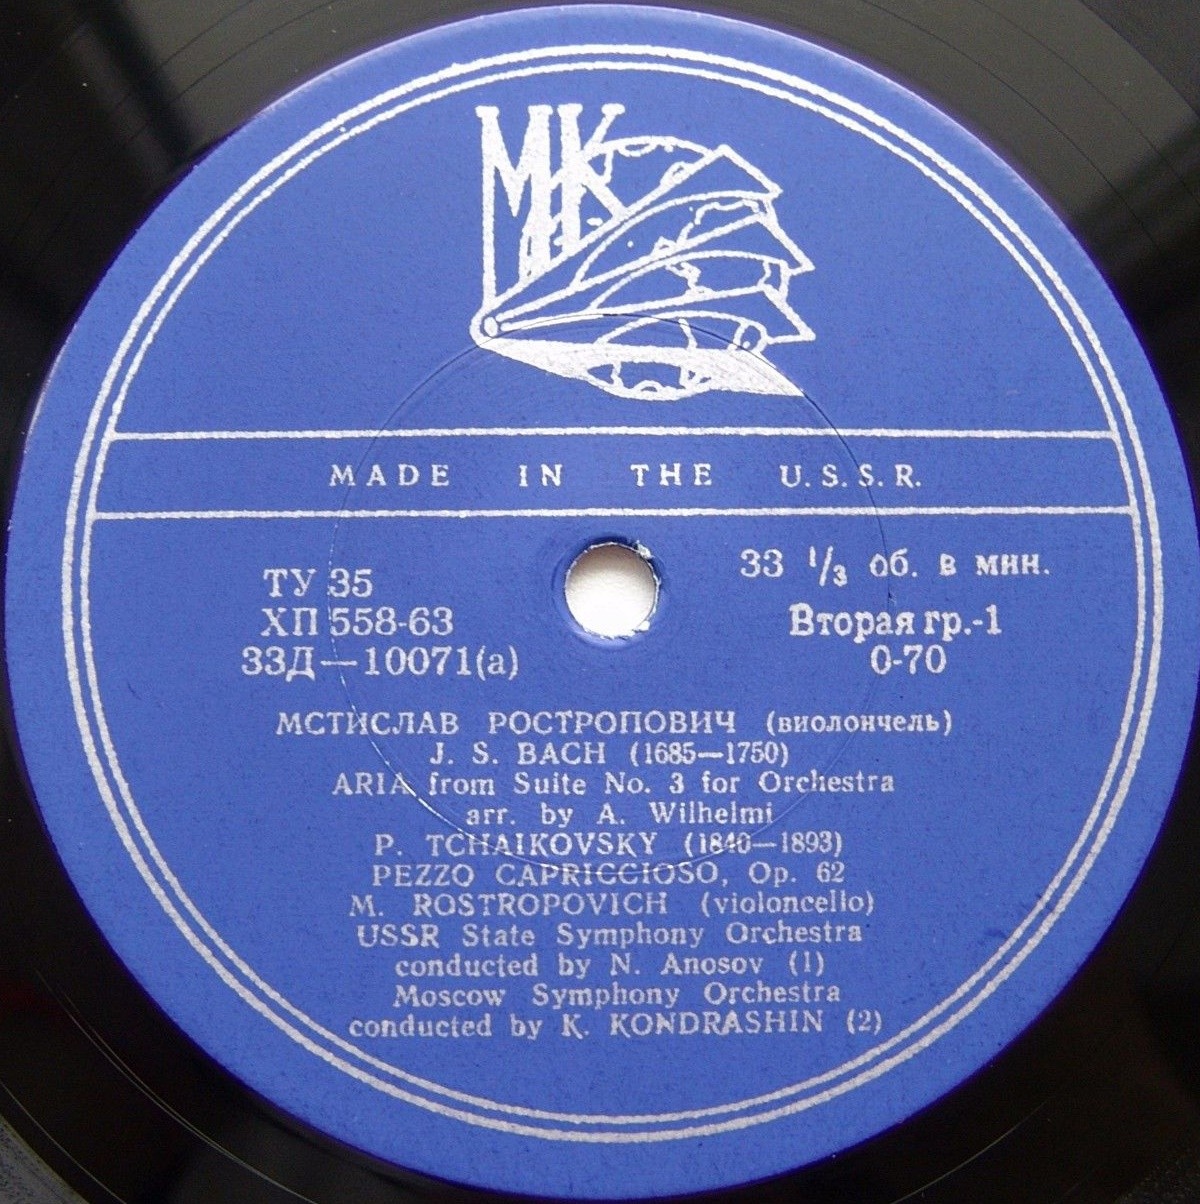 МК
MADE IN THE U.S.S.R.
ТУ 35
ХП 558-63
33Д—10071(а)
33 1/3 об. в мин.
Вторая гр.-1
0-70
МСТИСЛАВ РОСТРОПОВИЧ (виолончель)
J. S. BACH (1685—1750)
ARIA from Suite No. 3 for Orchestra
arr. by A. Wilhelmi
P. TCHAIKOVSKY (1840—1893)
PEZZO CAPRICCIOSO, Op. 62
M. ROSTROPOVICH (violoncello)
USSR State Symphony Orchestra
conducted by N. Anosov (1)
Moscow Symphony Orchestra
conducted by K. KONDRASHIN (2)